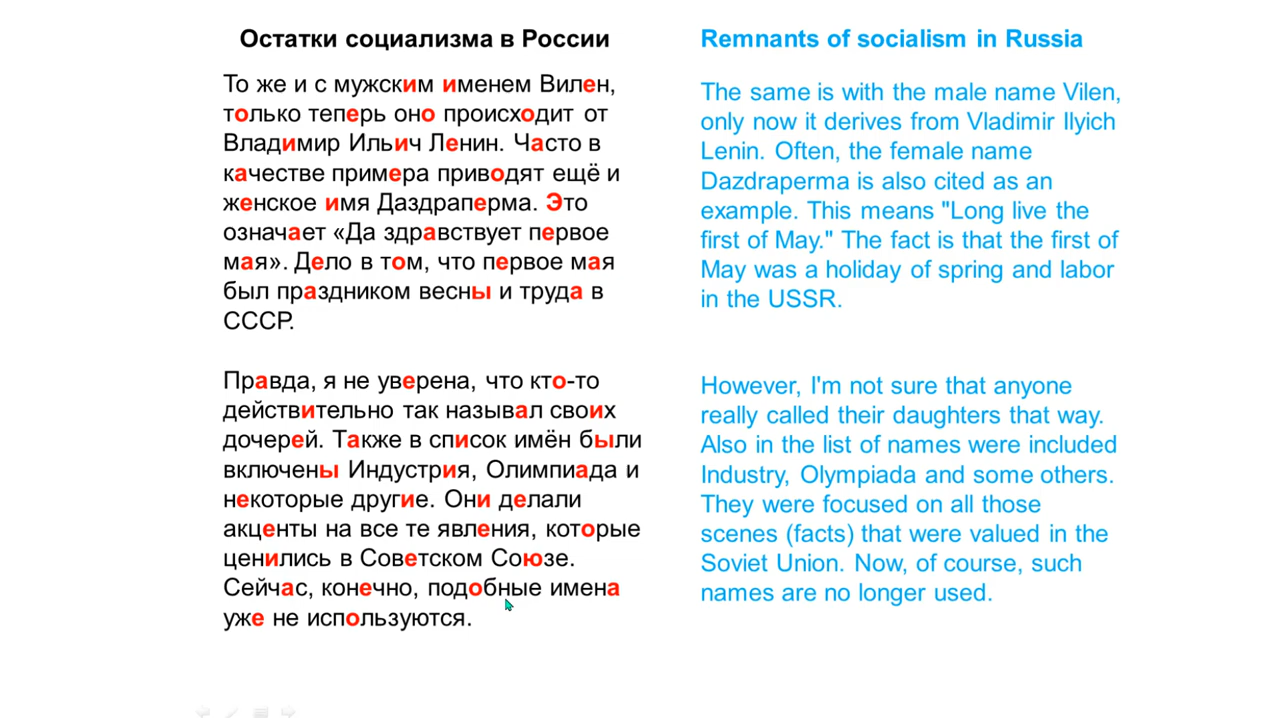 Остатки социализма в России
То же и с мужским именем Вилен,
только теперь оно происходит от
Владимир Ильич Ленин. Часто в
качестве примера приводят ещё и
женское имя Даздраперма. Это
означает «Да здравствует первое
мая». Дело в том, что первое мая
был праздником весны и труда в
СССР.
Правда, я не уверена, что кто-то
действительно так называл своих
дочерей. Также в список имён были
включены Индустрия, Олимпиада и
некоторые другие. Они делали
акценты на все те явления, которые
ценились в Советском Союзе.
Сейчас, конечно, подобные имена
уже не используются.
Remnants of socialism in Russia
The same is with the male name Vilen,
only now it derives from Vladimir Ilyich
Lenin. Often, the female name
Dazdraperma is also cited as an
example. This means "Long live the
first of May." The fact is that the first of
May was a holiday of spring and labor
in the USSR.
However, I'm not sure that anyone
really called their daughters that way.
Also in the list of names were included
Industry, Olympiada and some others.
They were focused on all those
scenes (facts) that were valued in the
Soviet Union. Now, of course, such
names are no longer used.